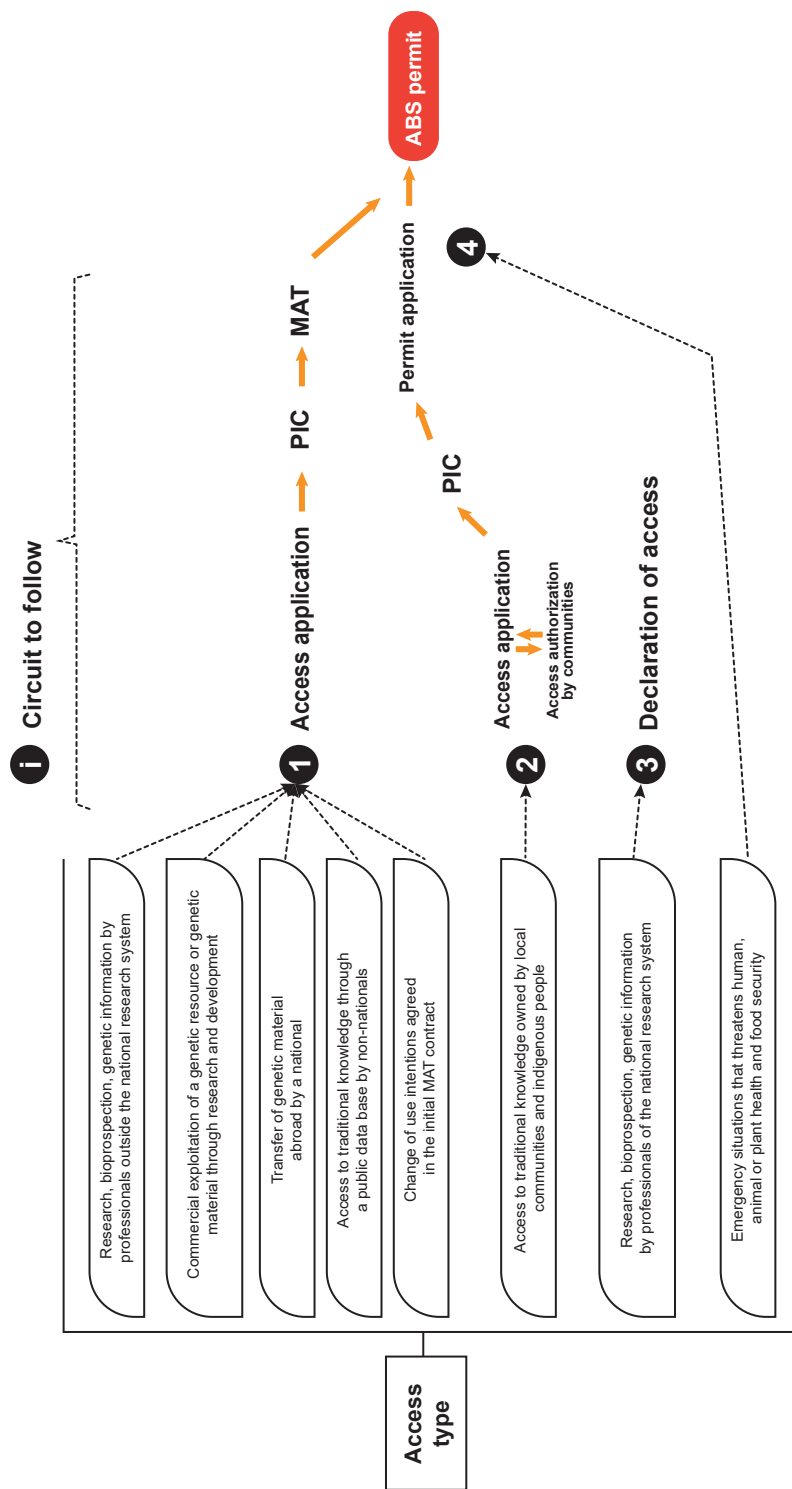 Access
type
Research, bioprospection, genetic information by
professionals outside the national research system
Commercial exploitation of a genetic resource or genetic
material through research and development
Transfer of genetic material
abroad by a national
Access to traditional knowledge through
a public data base by non-nationals
Change of use intentions agreed
in the initial MAT contract
Access to traditional knowledge owned by local
communities and indigenous people
Research, bioprospection, genetic information
by professionals of the national research system
Emergency situations that threatens human,
animal or plant health and food security
i Circuit to follow
1 Access application PIC MAT
2 Access application PIC Permit application
Access authorization
by communities
3 Declaration of access
4
ABS permit